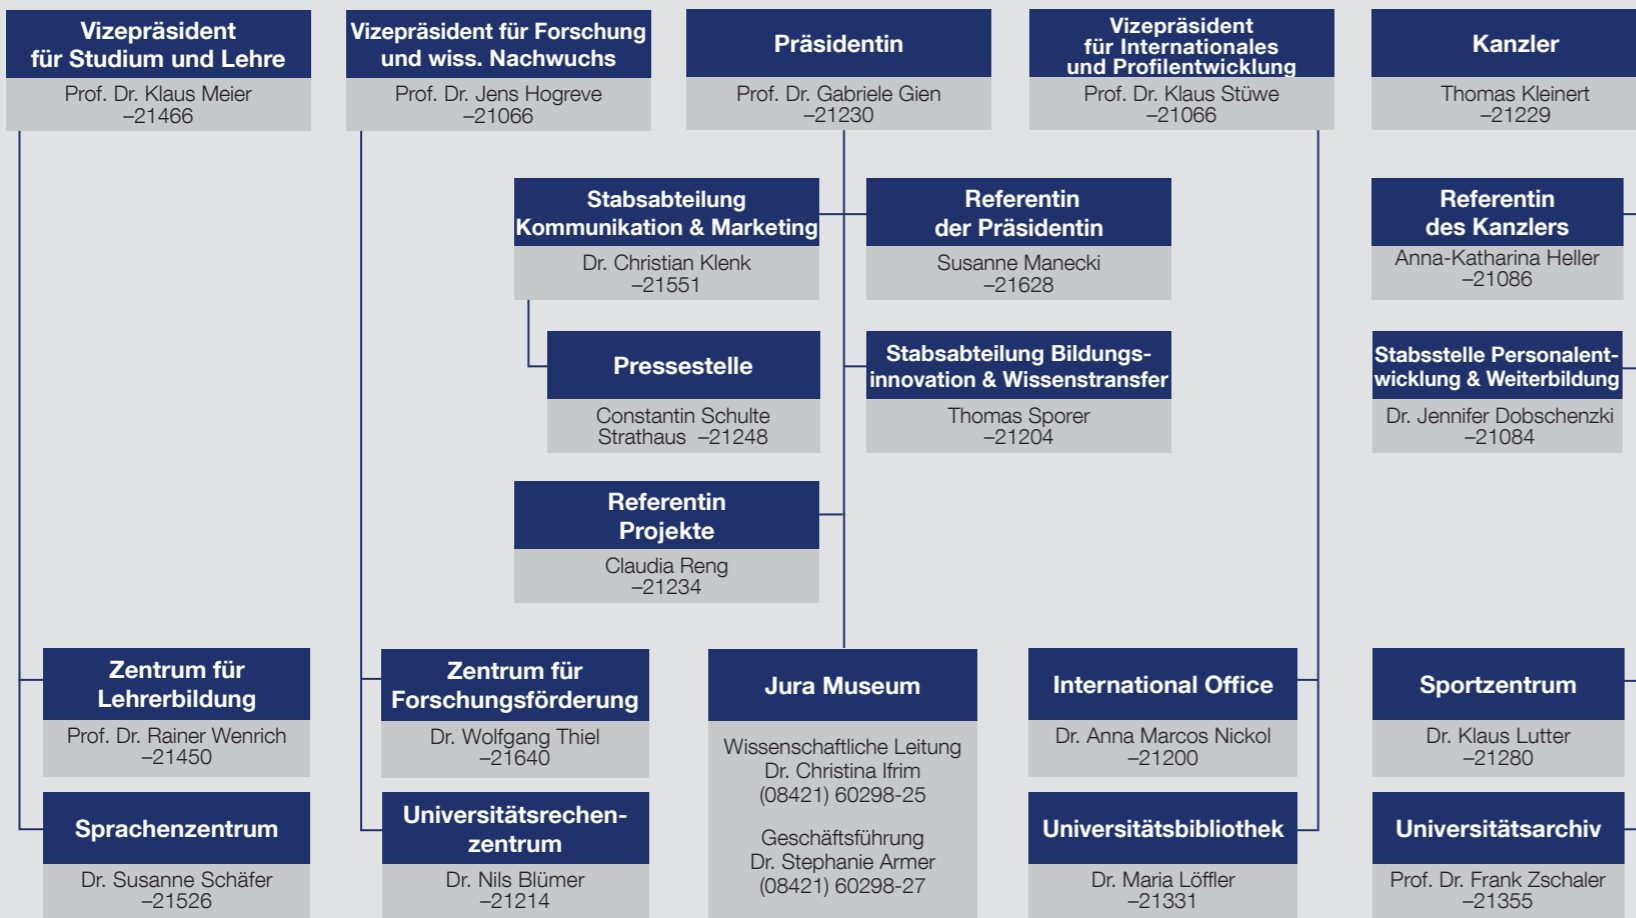 Vizepräsident
für Studium und Lehre
Prof. Dr. Klaus Meier
–21466
Vizepräsident für Forschung
und wiss. Nachwuchs
Prof. Dr. Jens Hogreve
–21066
Präsidentin
Prof. Dr. Gabriele Gien
–21230
Vizepräsident
für Internationales
und Profilentwicklung
Prof. Dr. Klaus Stüwe
–21066
Kanzler
Thomas Kleinert
–21229
Stabsabteilung
Kommunikation & Marketing
Dr. Christian Klenk
–21551
Referentin
der Präsidentin
Susanne Manecki
–21628
Referentin
des Kanzlers
Anna-Katharina Heller
–21086
Pressestelle
Constantin Schulte
Strathaus –21248
Stabsabteilung Bildungs-
innovation & Wissenstransfer
Thomas Sporer
–21204
Stabsstelle Personalent-
wicklung & Weiterbildung
Dr. Jennifer Dobschenzki
–21084
Referentin
Projekte
Claudia Reng
–21234
Zentrum für
Lehrerbildung
Prof. Dr. Rainer Wenrich
–21450
Zentrum für
Forschungsförderung
Dr. Wolfgang Thiel
–21640
Jura Museum
Wissenschaftliche Leitung
Dr. Christina Ifrim
(08421) 60298-25
Geschäftsführung
Dr. Stephanie Armer
(08421) 60298-27
International Office
Dr. Anna Marcos Nickol
–21200
Sportzentrum
Dr. Klaus Lutter
–21280
Sprachenzentrum
Dr. Susanne Schäfer
–21526
Universitätsrechen-
zentrum
Dr. Nils Blümer
–21214
Universitätsbibliothek
Dr. Maria Löffler
–21331
Universitätsarchiv
Prof. Dr. Frank Zschaler
–21355